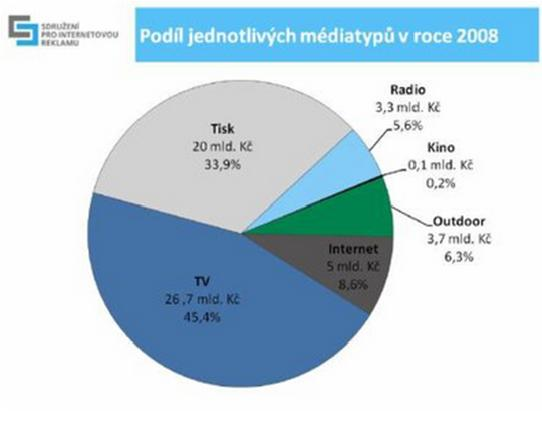 SDRUŽENÍ
PRO INTERNETOVOU
REKLAMU
Podíl jednotlivých médiatypů v roce 2008
Tisk
20 mld. Kč
33,9%
Radio
3,3 mld. Kč
5,6%
Kino
0,1 mld. Kč
0,2%
Outdoor
3,7 mld. Kč
6,3%
Internet
5 mld. Kč
8,6%
TV
26,7 mld. Kč
45,4%